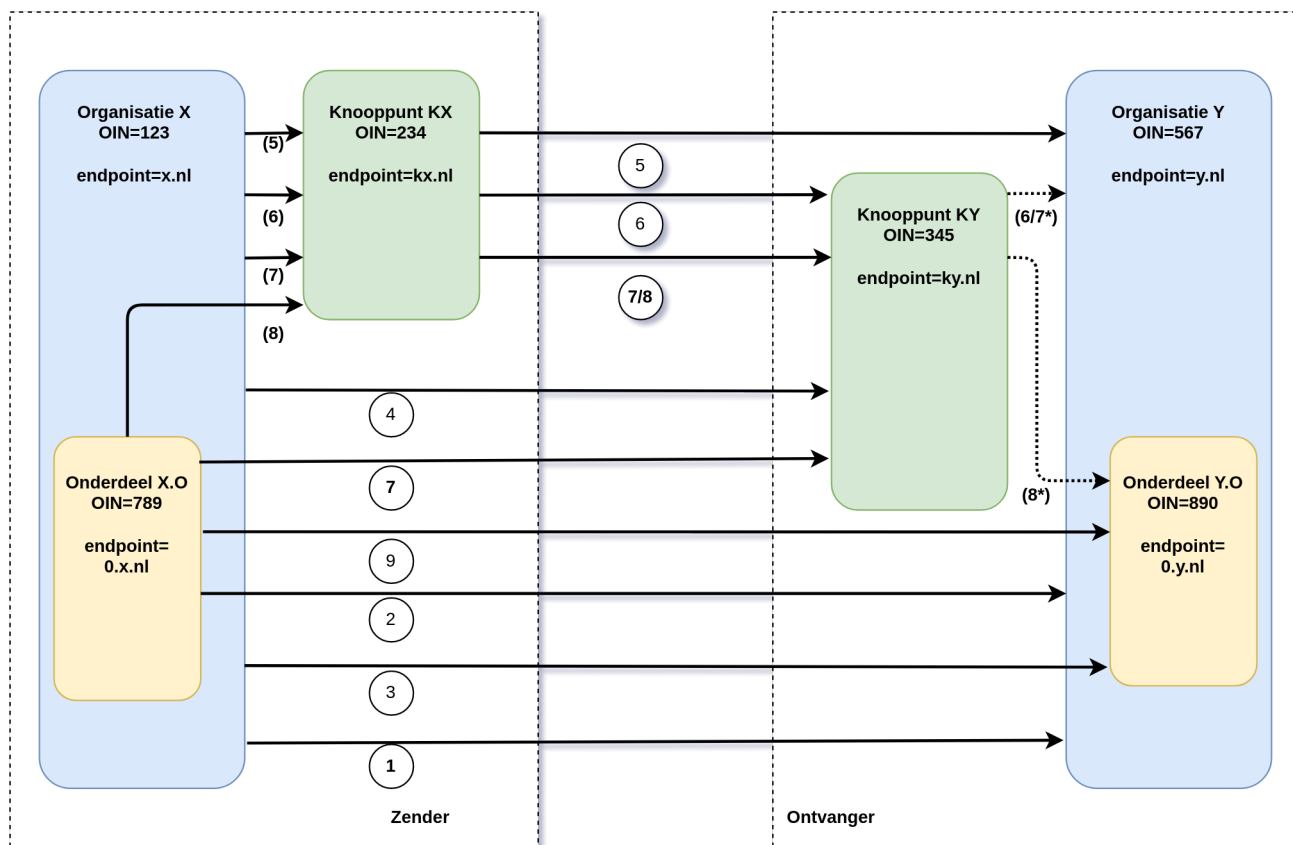 Organisatie X
OIN=123
endpoint=x.nl
Knooppunt KX
OIN=234
endpoint=kx.nl
Organisatie Y
OIN=567
endpoint=y.nl
(5)
(6)
(7)
(8)
5
6
7/8
Knooppunt KY
OIN=345
endpoint=ky.nl
(6/7*)
(8*)
4
7
9
2
3
1
Onderdeel X.O
OIN=789
endpoint=
0.x.nl
Onderdeel Y.O
OIN=890
endpoint=
0.y.nl
Zender
Ontvanger